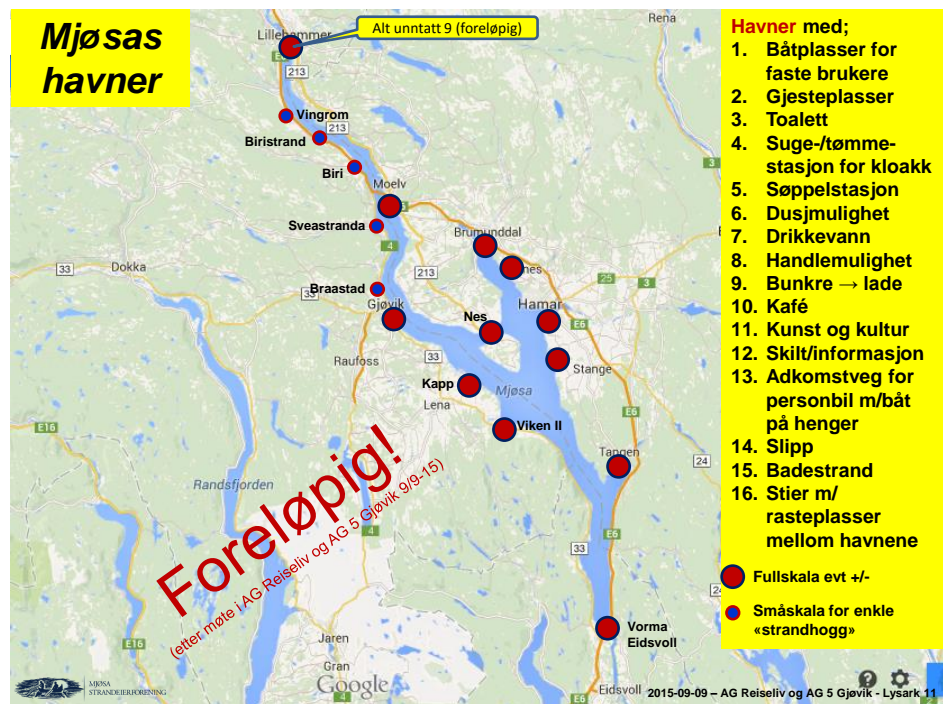 Mjøsas
havner
Alt unntatt 9 (foreløpig)
Rena
Lillehammer
213
Vingrom
213
Biristrand
Biri
3
Moelv
Sveastranda
4
Brumunddal
33
Dokka
213
25
3
Braastad
Gjøvik
Nes
Hamar
E6
Raufoss
33
Stange
Kapp
Mjøsa
Lena
E6
E16
Viken II
Tangen
24
Randsfjorden
Foreløpig!
(etter møte i AG Reiseliv og AG 5 Gjøvik 9/9-15)
4
E6
33
E16
Vorma
Eidsvoll
Jaren
Gran
Google
Eidsvoll
MJØSA
STRANDEIERFORENING
Havner med;
1. Båtplasser for
faste brukere
2. Gjesteplasser
3. Toalett
4. Suge-/tømme-
stasjon for kloakk
5. Søppelstasjon
6. Dusjmulighet
7. Drikkevann
8. Handlemulighet
9. Bunkre → lade
10. Kafé
11. Kunst og kultur
12. Skilt/informasjon
13. Adkomstveg for
personbil m/båt
på henger
14. Slipp
15. Badestrand
16. Stier m/
rasteplasser
mellom havnene
Fullskala evt +/-
Småskala for enkle
«strandhogg»
2015-09-09 – AG Reiseliv og AG 5 Gjøvik - Lysark 11